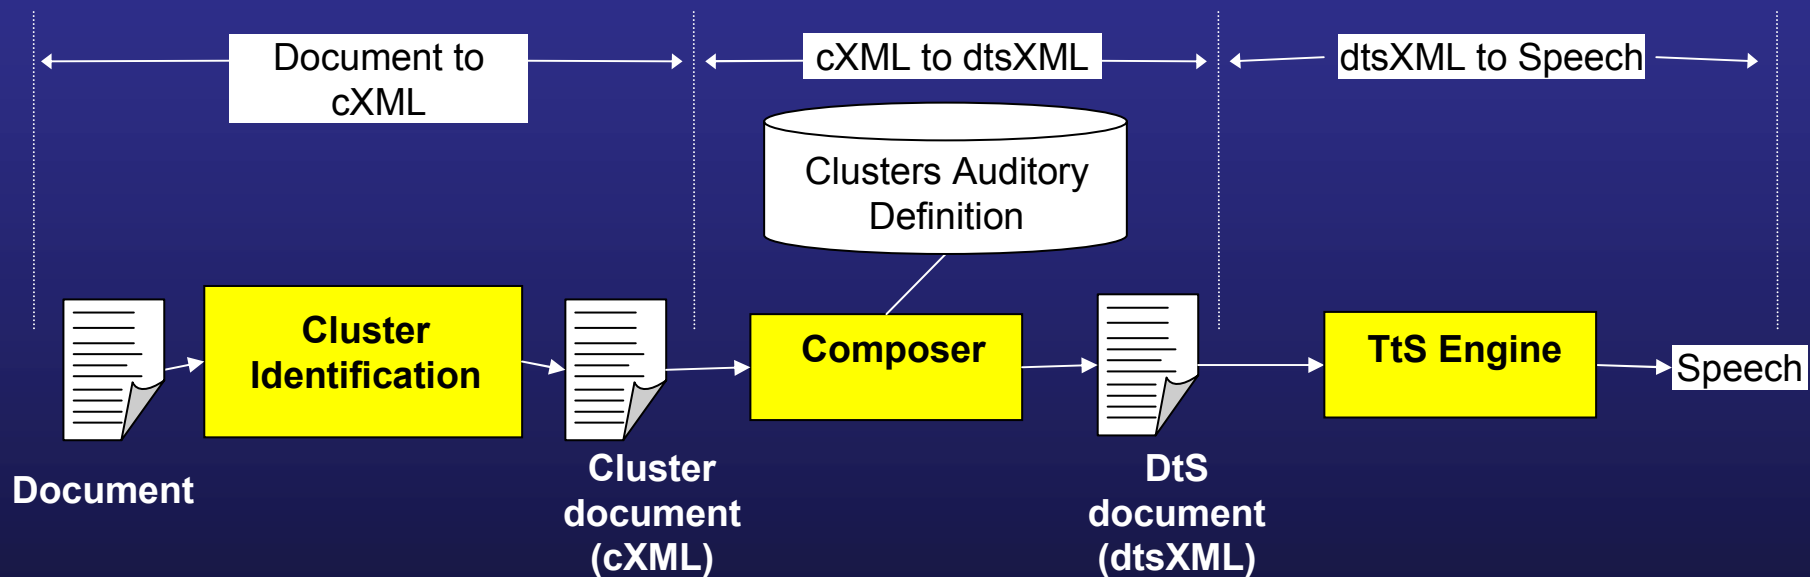 Document to
cXML
cXML to dtsXML
dtsXML to Speech
Clusters Auditory
Definition
Cluster
Identification
Composer
TtS Engine
Speech
Document
Cluster
document
(cXML)
DtS
document
(dtsXML)